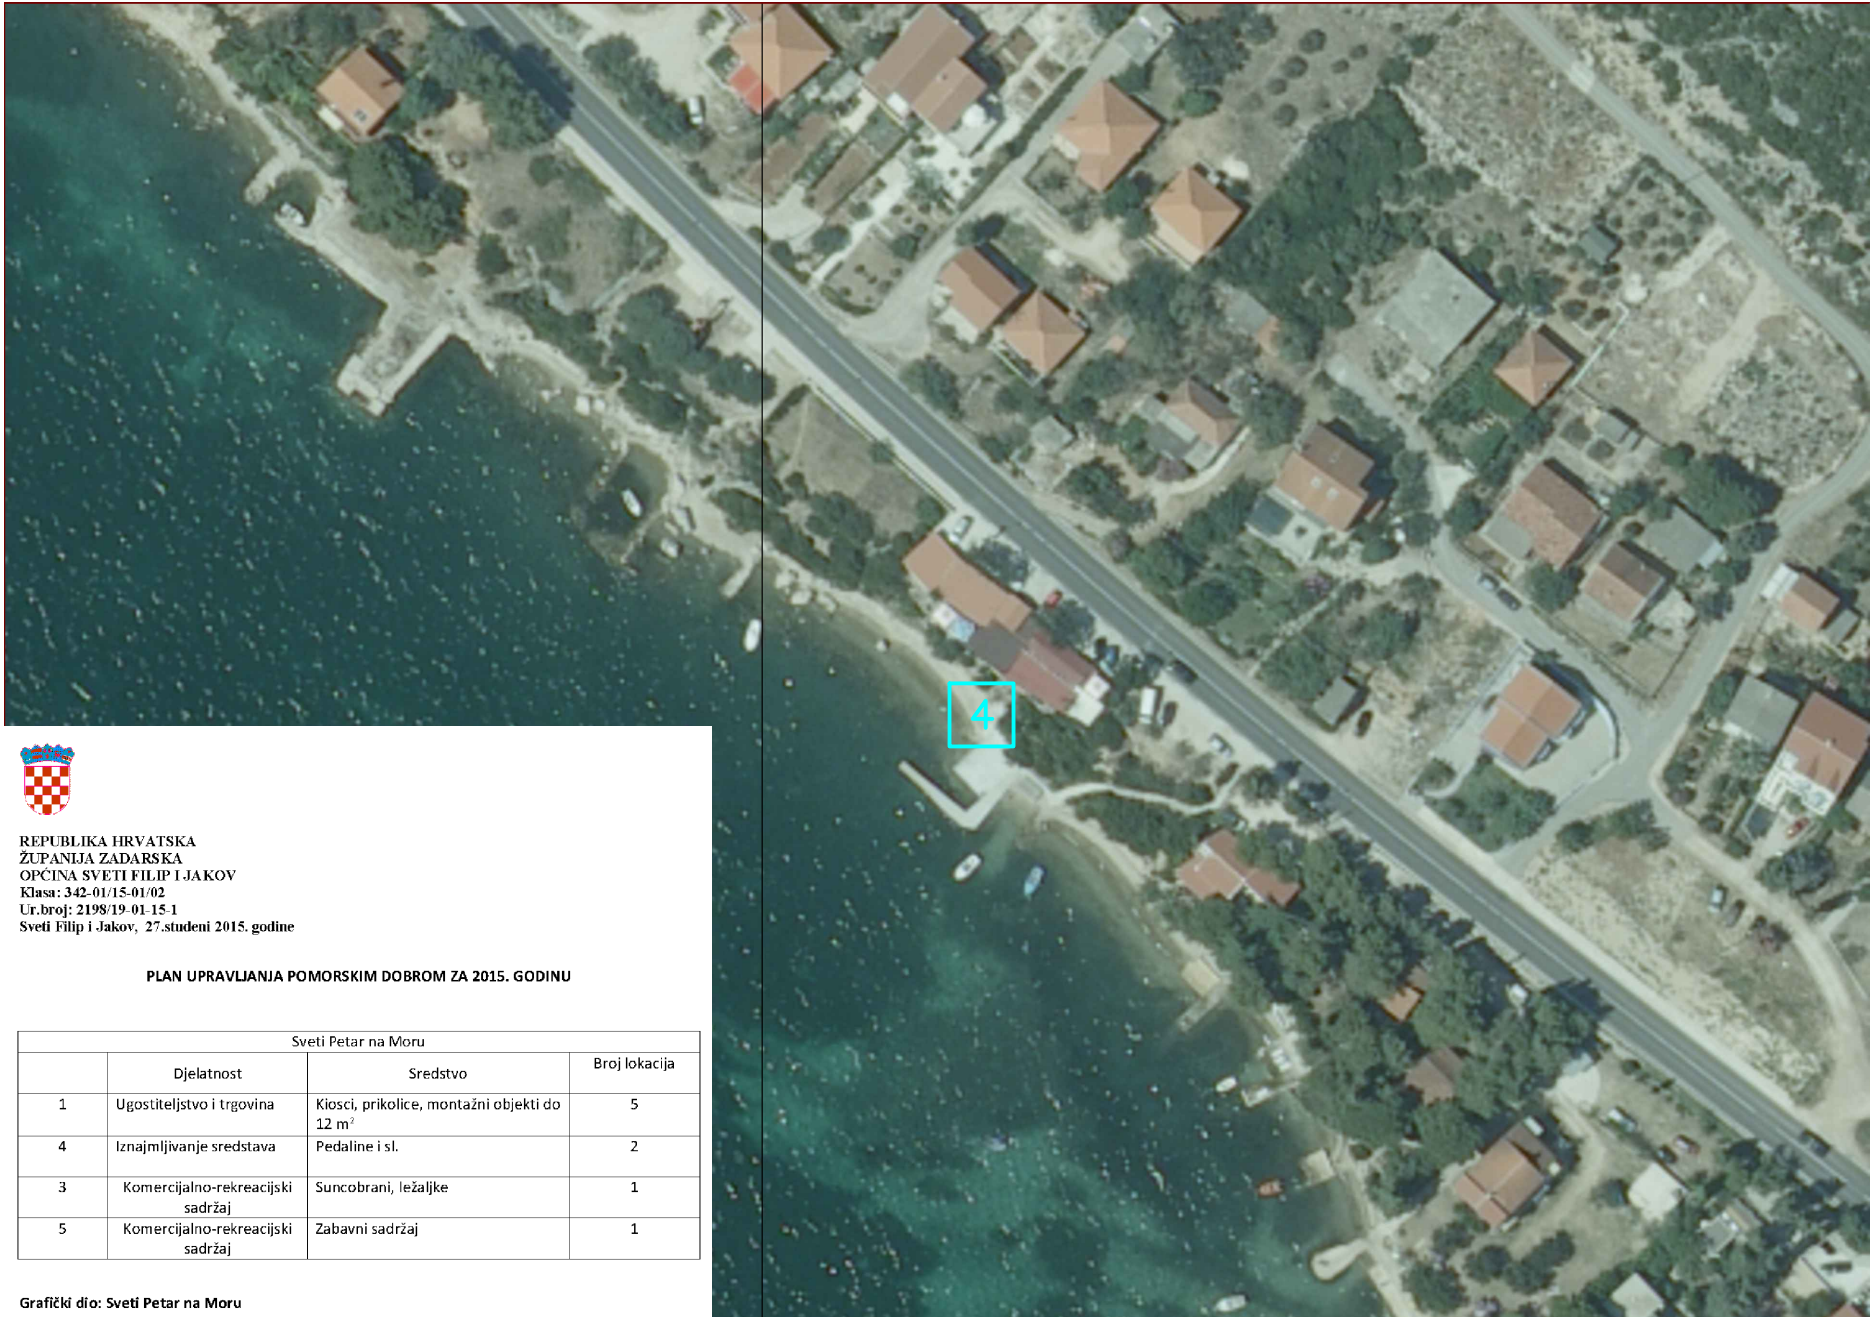 4
REPUBLIKA HRVATSKA
ŽUPANIJA ZADARSKA
OPĆINA SVETI FILIP I JAKOV
Klasa: 342-01/15-01/02
Ur.broj: 2198/19-01-15-1
Sveti Filip i Jakov, 27.studeni 2015. godine
PLAN UPRAVLJANJA POMORSKIM DOBROM ZA 2015. GODINU
Sveti Petar na Moru
Djelatnost Sredstvo Broj lokacija
1 Ugostiteljstvo i trgovina Kiosci, prikolice, montažni objekti do 5
12 m²
4 Iznajmljivanje sredstava Pedaline i sl. 2
3 Komercijalno-rekreacijski Suncobrani, ležaljke 1
sadržaj
5 Komercijalno-rekreacijski Zabavni sadržaj 1
sadržaj
Grafički dio: Sveti Petar na Moru